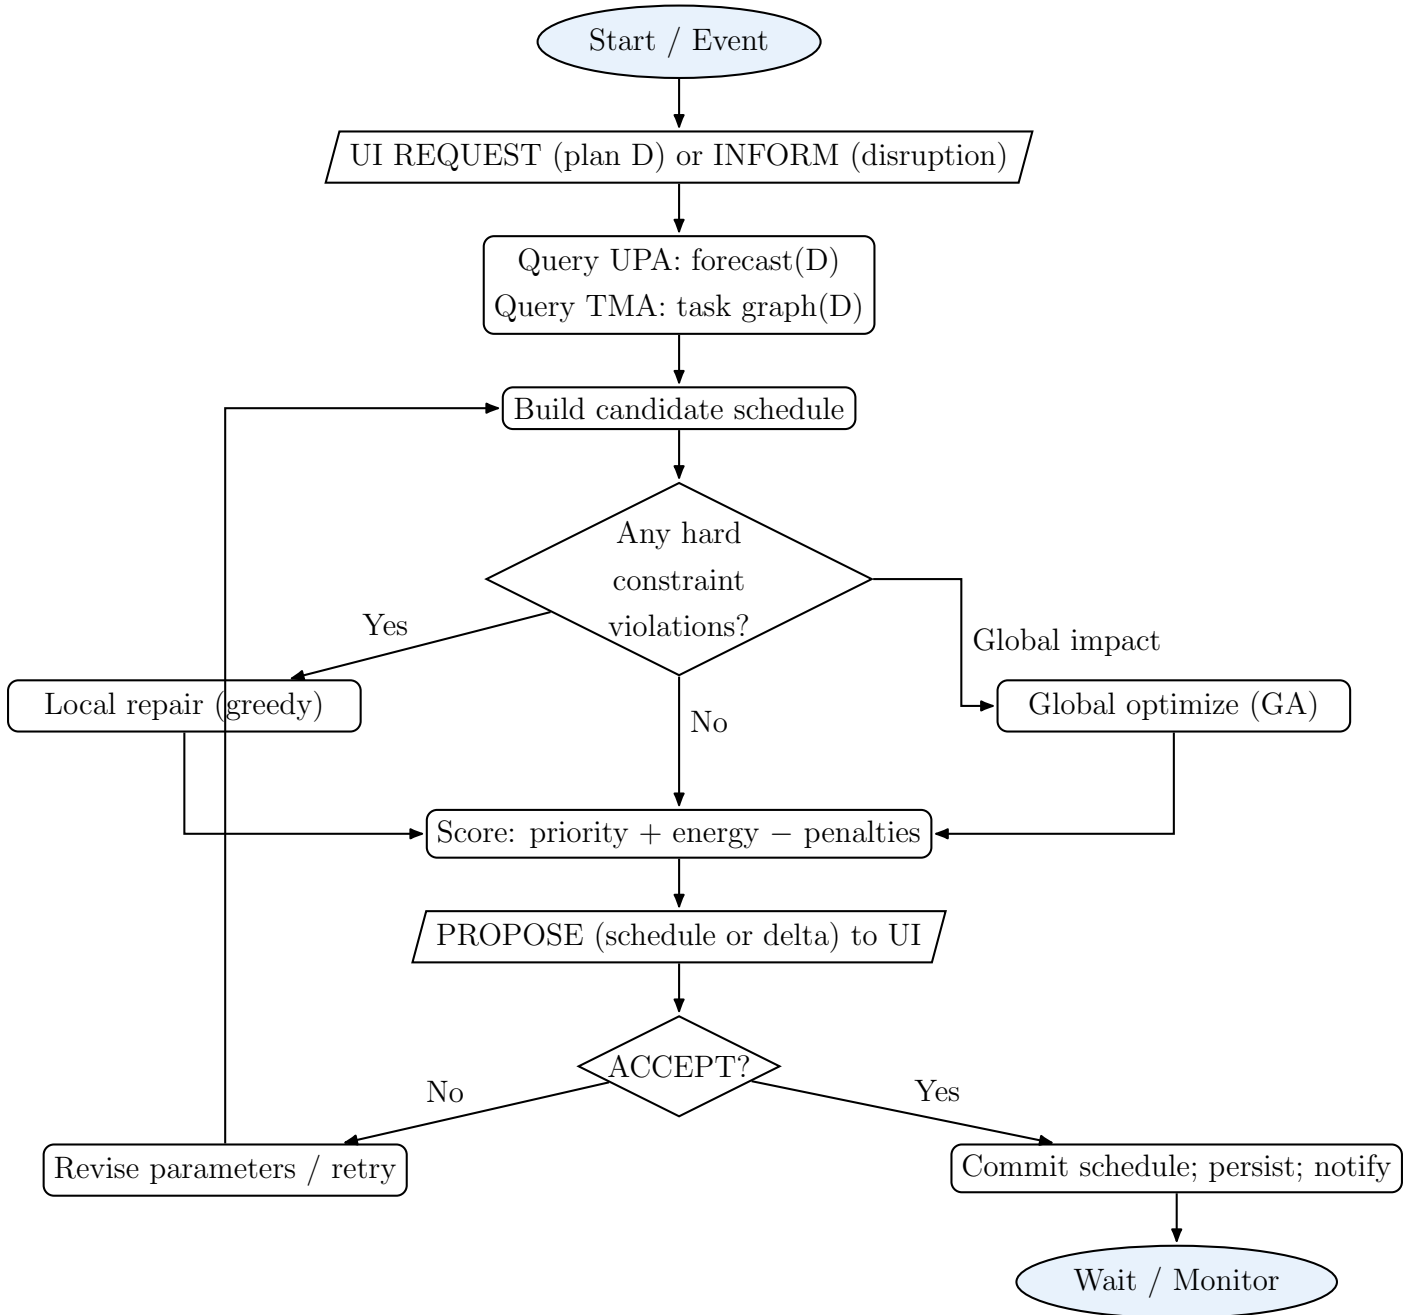 Start / Event
UI REQUEST (plan D) or INFORM (disruption)
Query UPA: forecast(D)
Query TMA: task graph(D)
Build candidate schedule
Any hard
constraint
violations?
Yes
Global impact
Local repair (greedy)
No
Global optimize (GA)
Score: priority + energy − penalties
PROPOSE (schedule or delta) to UI
ACCEPT?
No
Yes
Revise parameters / retry
Commit schedule; persist; notify
Wait / Monitor